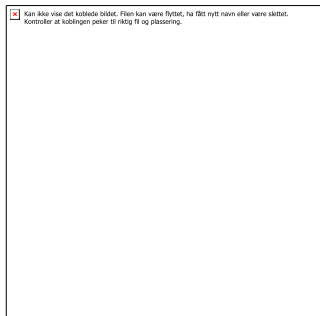 Kan ikke vise det koblede bildet. Filen kan være flyttet, ha fått nytt navn eller være slettet.
Kontroller at koblingen peker til riktig fil og plassering.